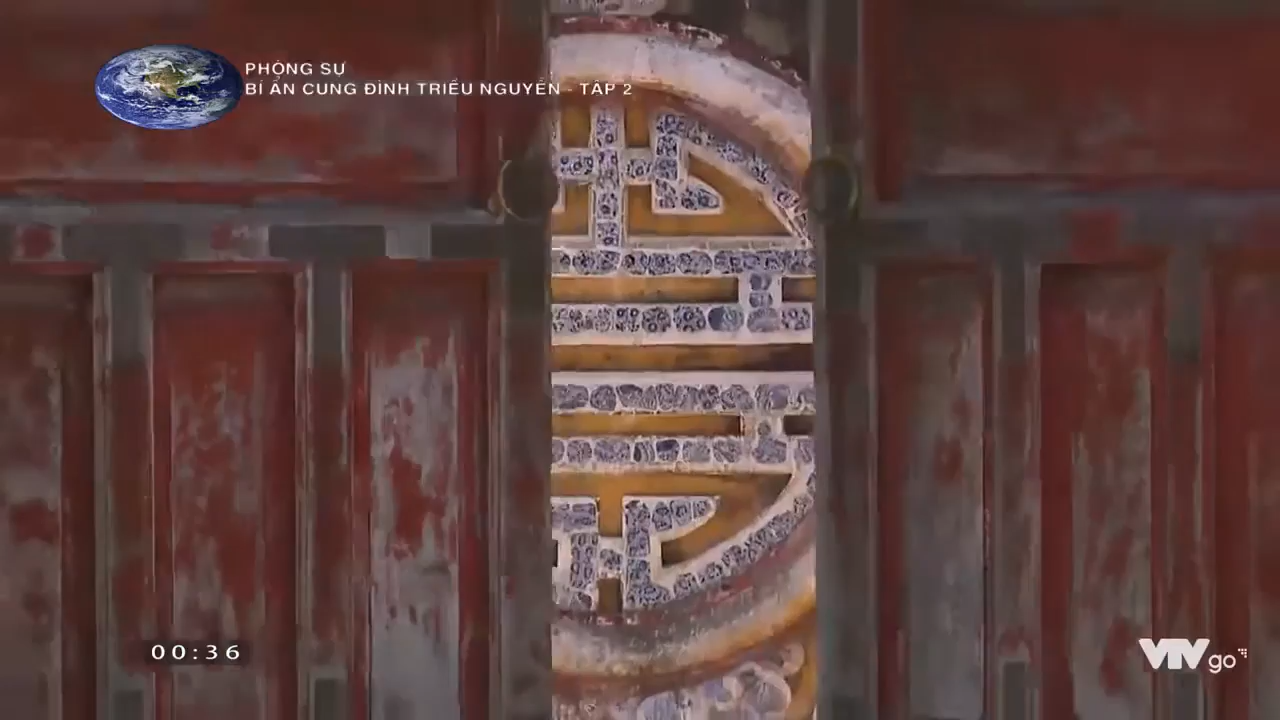 PHÓNG SỰ
BÍ ẨN CUNG ĐÌNH TRIỀU NGUYỄN - TẬP 2
00:36
VTV go